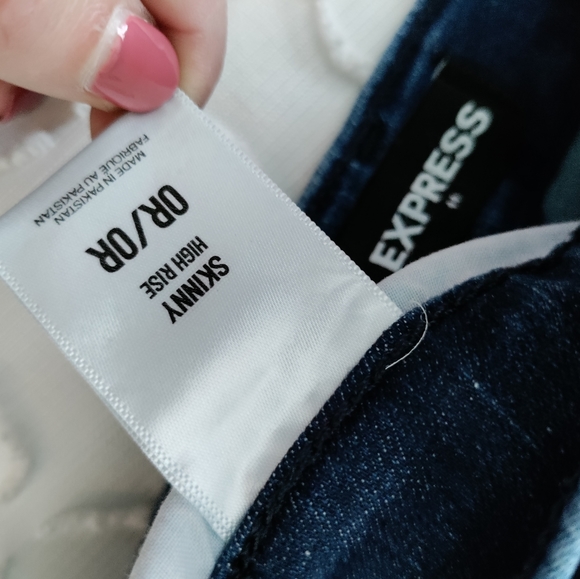 EXPRESS
SKINNY
HIGH RISE
0R/0R
MADE IN PAKISTAN
FABRIQUE AU PAKISTAN